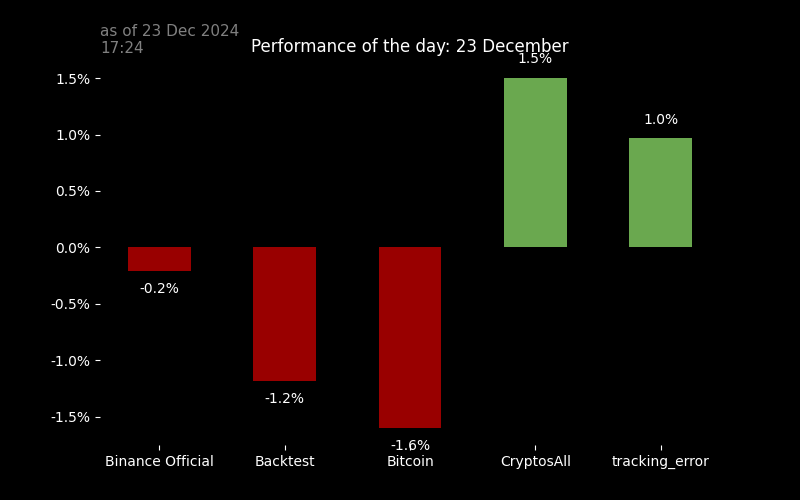 as of 23 Dec 2024
17:24
Performance of the day: 23 December
1.5%
1.5%
1.0%
1.0%
0.5%
0.0%
-0.2%
-0.5%
-1.0%
-1.2%
-1.5%
-1.6%
Binance Official
Backtest
Bitcoin
CryptosAll
tracking_error